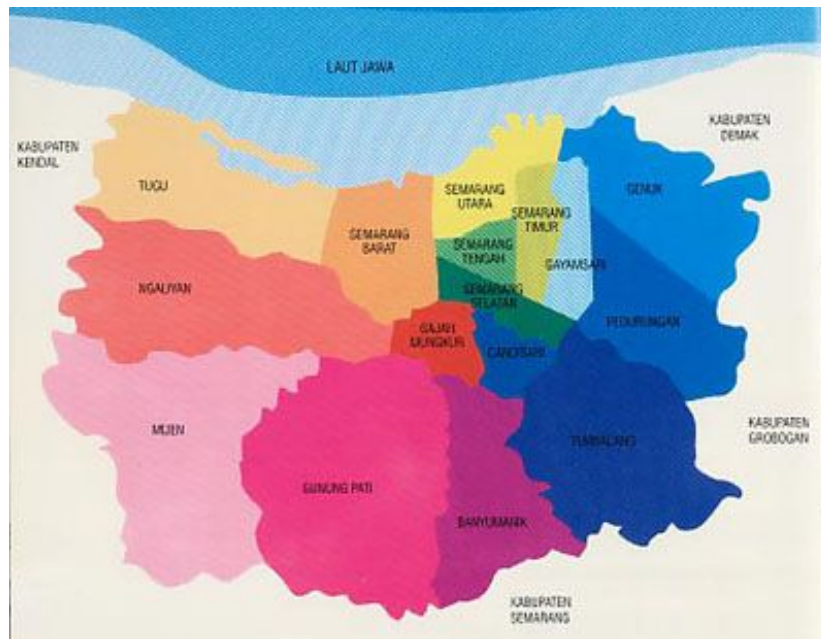 LAUT JAWA
KABUPATEN
KENDAL
KABUPATEN
DEMAK
TUGU
SEMARANG
UTARA
GENUK
SEMARANG
TIMUR
SEMARANG
BARAT
SEMARANG
TENGAH
GAYAMSARI
NGALIYAN
SEMARANG
SELATAN
PEDURUNGAN
GAJAH
MUNGKUR
CANDISARI
MIJEN
KABUPATEN
GROBOGAN
TEMBALANG
GUNUNG PATI
BANYUMANIK
KABUPATEN
SEMARANG